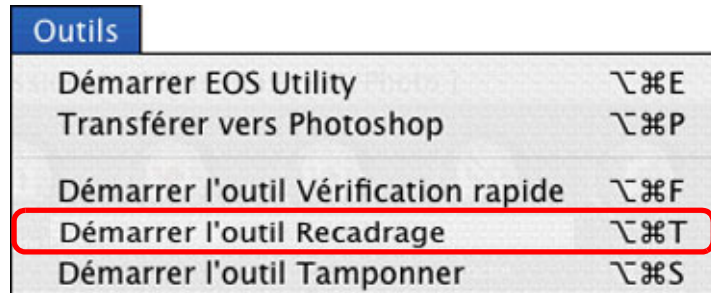 Outils
Démarrer EOS Utility ⌥⌘E
Transférer vers Photoshop ⌥⌘P
Démarrer l'outil Vérification rapide ⌥⌘F
Démarrer l'outil Recadrage ⌥⌘T
Démarrer l'outil Tamponner ⌥⌘S